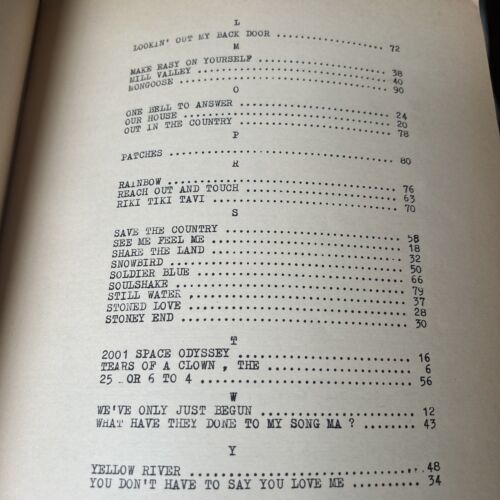 L
LOOKIN' OUT MY BACK DOOR ................ 72
M
MAKE EASY ON YOURSELF ................ 38
MILL VALLEY ................ 40
MONGOOSE ................ 90
O
ONE BELL TO ANSWER ................ 24
OUR HOUSE ................ 20
OUT IN THE COUNTRY ................ 78
P
PATCHES ................ 80
R
RAINBOW ................ 76
REACH OUT AND TOUCH ................ 63
RIKI TIKI TAVI ................ 70
S
SAVE THE COUNTRY ................ 58
SEE ME FEEL ME ................ 18
SHARE THE LAND ................ 32
SNOWBIRD ................ 50
SOLDIER BLUE ................ 66
SOULSHAKE ................ 79
STILL WATER ................ 37
STONED LOVE ................ 28
STONEY END ................ 30
T
2001 SPACE ODYSSEY ................ 16
TEARS OF A CLOWN , THE ................ 6
25 OR 6 TO 4 ................ 56
W
WE'VE ONLY JUST BEGUN ................ 12
WHAT HAVE THEY DONE TO MY SONG MA ? ........ 43
Y
YELLOW RIVER ................ 48
YOU DON'T HAVE TO SAY YOU LOVE ME ........ 34